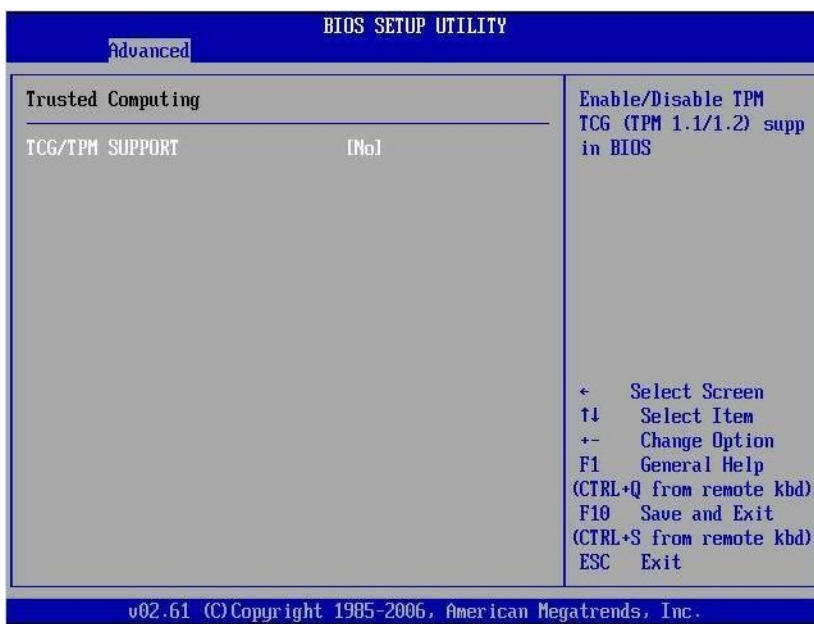 BIOS SETUP UTILITY
Advanced
Trusted Computing
TCG/TPM SUPPORT [No]
Enable/Disable TPM
TCG (TPM 1.1/1.2) supp
in BIOS
← Select Screen
↑↓ Select Item
+- Change Option
F1 General Help
(CTRL+Q from remote kbd)
F10 Save and Exit
(CTRL+S from remote kbd)
ESC Exit
v02.61 (C)Copyright 1985-2006, American Megatrends, Inc.